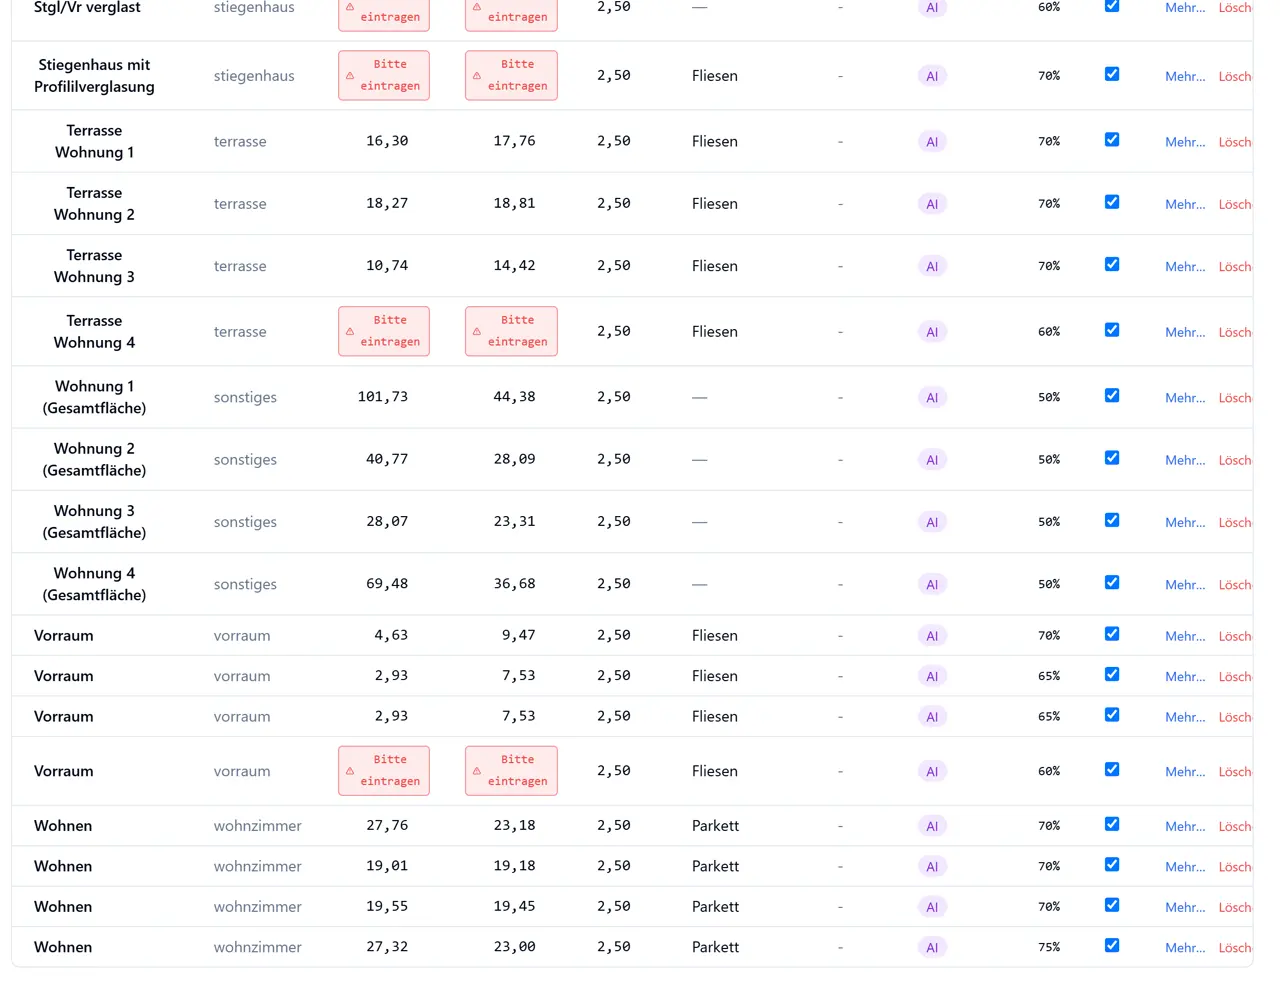 Stgl/Vr verglast stiegenhaus eintragen eintragen 2,50 — AI 60% Mehr... Lösch
Stiegenhaus mit Profililverglasung stiegenhaus Bitte eintragen Bitte eintragen 2,50 Fliesen - AI 70% Mehr... Lösch
Terrasse Wohnung 1 terrasse 16,30 17,76 2,50 Fliesen - AI 70% Mehr... Lösch
Terrasse Wohnung 2 terrasse 18,27 18,81 2,50 Fliesen - AI 70% Mehr... Lösch
Terrasse Wohnung 3 terrasse 10,74 14,42 2,50 Fliesen - AI 70% Mehr... Lösch
Terrasse Wohnung 4 terrasse Bitte eintragen Bitte eintragen 2,50 Fliesen - AI 60% Mehr... Lösch
Wohnung 1 (Gesamtfläche) sonstiges 101,73 44,38 2,50 — - AI 50% Mehr... Lösch
Wohnung 2 (Gesamtfläche) sonstiges 40,77 28,09 2,50 — - AI 50% Mehr... Lösch
Wohnung 3 (Gesamtfläche) sonstiges 28,07 23,31 2,50 — - AI 50% Mehr... Lösch
Wohnung 4 (Gesamtfläche) sonstiges 69,48 36,68 2,50 — - AI 50% Mehr... Lösch
Vorraum vorraum 4,63 9,47 2,50 Fliesen - AI 70% Mehr... Lösch
Vorraum vorraum 2,93 7,53 2,50 Fliesen - AI 65% Mehr... Lösch
Vorraum vorraum 2,93 7,53 2,50 Fliesen - AI 65% Mehr... Lösch
Vorraum vorraum Bitte eintragen Bitte eintragen 2,50 Fliesen - AI 60% Mehr... Lösch
Wohnen wohnzimmer 27,76 23,18 2,50 Parkett - AI 70% Mehr... Lösch
Wohnen wohnzimmer 19,01 19,18 2,50 Parkett - AI 70% Mehr... Lösch
Wohnen wohnzimmer 19,55 19,45 2,50 Parkett - AI 70% Mehr... Lösch
Wohnen wohnzimmer 27,32 23,00 2,50 Parkett - AI 75% Mehr... Lösch